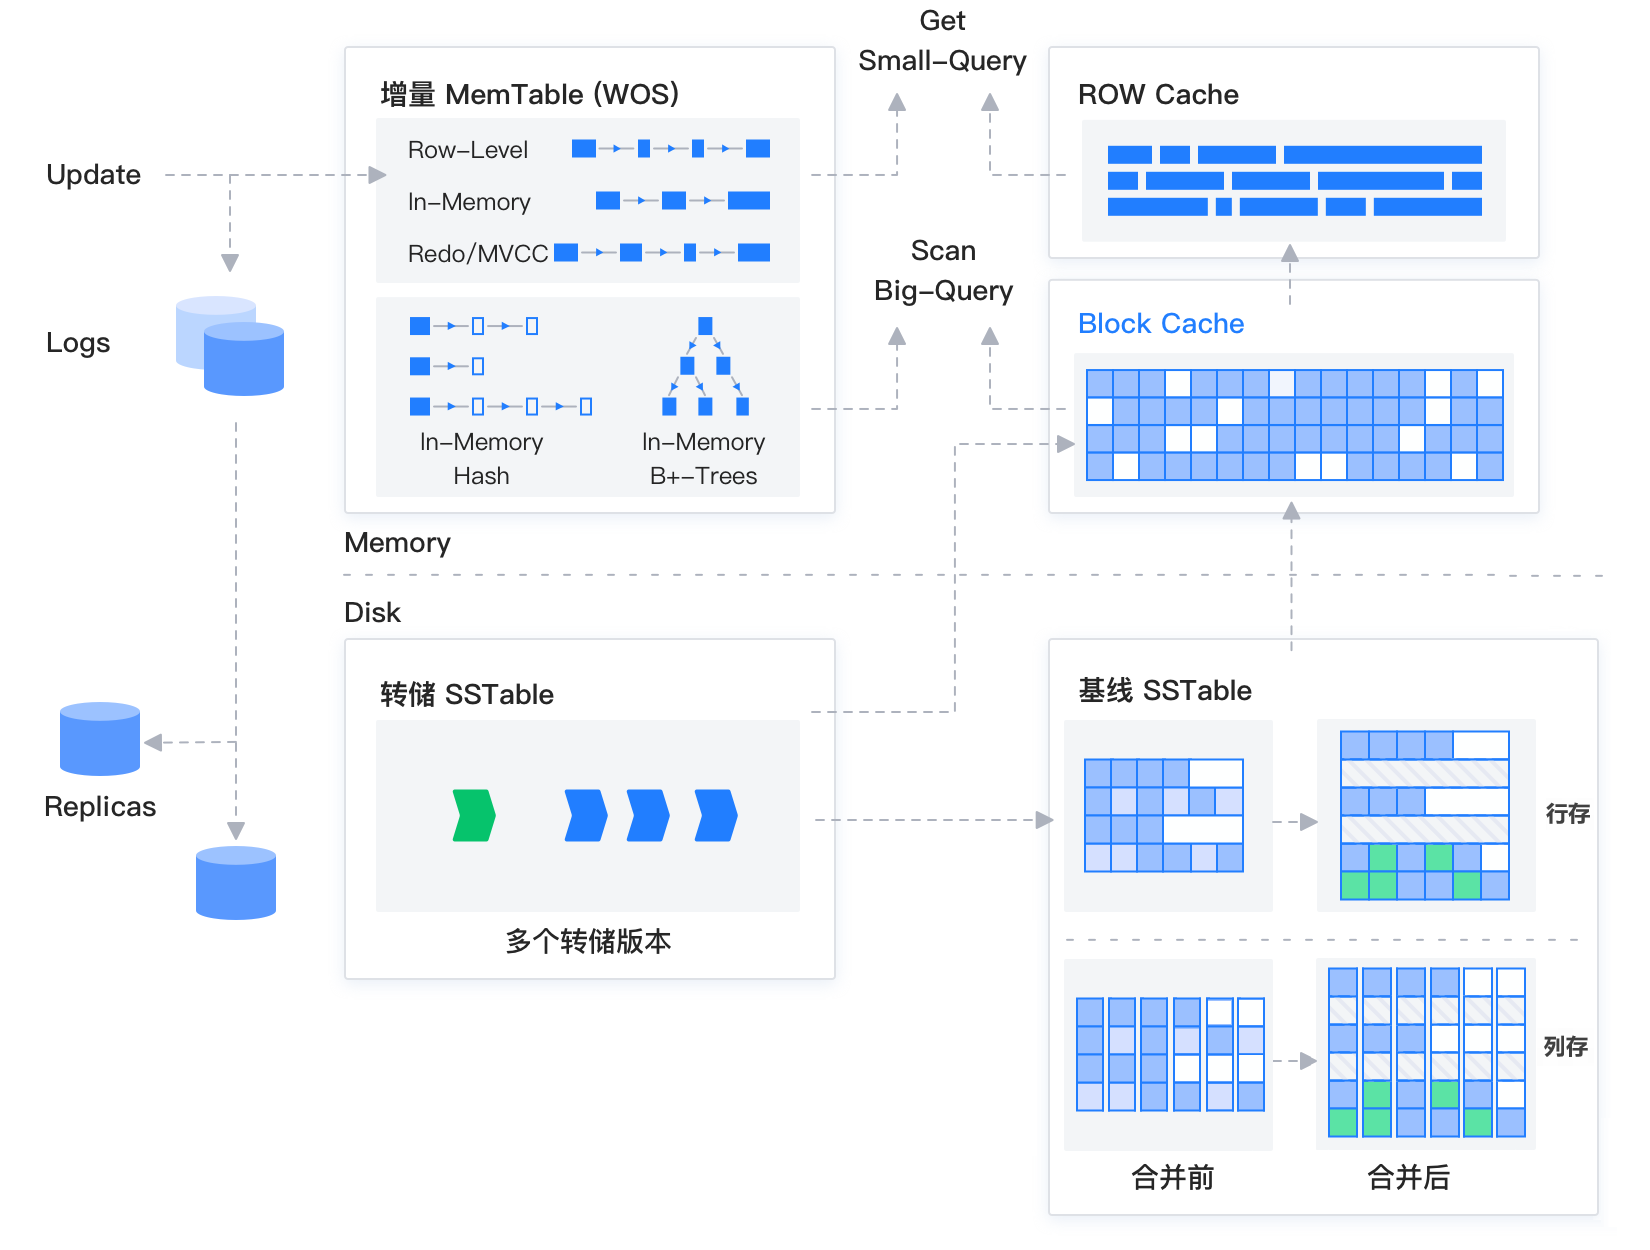 Get
Small-Query
增量 MemTable (WOS)
ROW Cache
Row-Level
Update
In-Memory
Redo/MVCC
Scan
Big-Query
Block Cache
Logs
In-Memory
Hash
In-Memory
B+-Trees
Memory
Disk
转储 SSTable
基线 SSTable
Replicas
行存
多个转储版本
列存
合并前
合并后